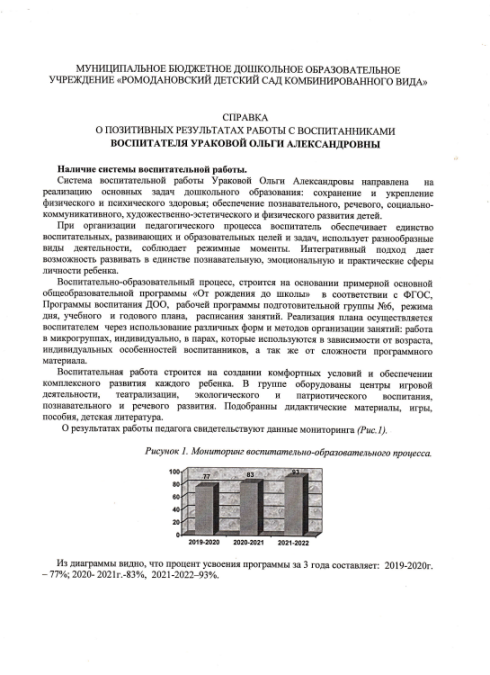 МУНИЦИПАЛЬНОЕ БЮДЖЕТНОЕ ДОШКОЛЬНОЕ ОБРАЗОВАТЕЛЬНОЕ
УЧРЕЖДЕНИЕ «РОМОДАНОВСКИЙ ДЕТСКИЙ САД КОМБИНИРОВАННОГО ВИДА»
СПРАВКА
О ПОЗИТИВНЫХ РЕЗУЛЬТАТАХ РАБОТЫ С ВОСПИТАННИКАМИ
ВОСПИТАТЕЛЯ УРАКОВОЙ ОЛЬГИ АЛЕКСАНДРОВНЫ
Наличие системы воспитательной работы.
Система воспитательной работы Ураковой Ольги Александровы направлена на
реализацию основных задач дошкольного образования: сохранение и укрепление
физического и психического здоровья; обеспечение познавательного, речевого, социально-
коммуникативного, художественно-эстетического и физического развития детей.
При организации педагогического процесса воспитатель обеспечивает единство
воспитательных, развивающих и образовательных целей и задач, использует разнообразные
виды деятельности, соблюдает режимные моменты. Интегративный подход дает
возможность развивать в единстве познавательную, эмоциональную и практические сферы
личности ребенка.
Воспитательно-образовательный процесс, строится на основании примерной основной
общеобразовательной программы «От рождения до школы» в соответствии с ФГОС,
Программы воспитания ДОО, рабочей программы подготовительной группы №6, режима
дня, учебного и годового плана, расписания занятий. Реализация плана осуществляется
воспитателем через использование различных форм и методов организации занятий: работа
в микрогруппах, индивидуально, в парах, которые используются в зависимости от возраста,
индивидуальных особенностей воспитанников, а так же от сложности программного
материала.
Воспитательная работа строится на создании комфортных условий и обеспечении
комплексного развития каждого ребенка. В группе оборудованы центры игровой
деятельности, театрализации, экологического и патриотического воспитания,
познавательного и речевого развития. Подобранны дидактические материалы, игры,
пособия, детская литература.
О результатах работы педагога свидетельствуют данные мониторинга (Рис.1).
Рисунок 1. Мониторинг воспитательно-образовательного процесса.
100
80
60
40
20
0
77
83
93
2019-2020
2020-2021
2021-2022
Из диаграммы видно, что процент усвоения программы за 3 года составляет: 2019-2020г.
– 77%; 2020- 2021г.-83%, 2021-2022–93%.